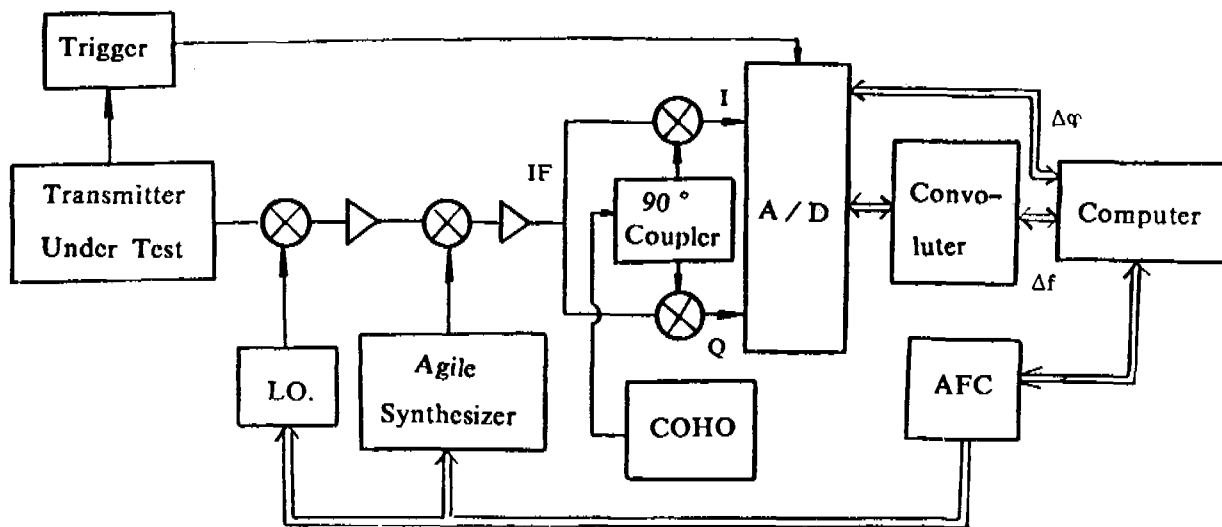 Trigger
Transmitter
Under Test
IF
I
90°
Coupler
Q
A/D
Δφ
Convo-
luter
Δf
Computer
LO.
Agile
Synthesizer
COHO
AFC